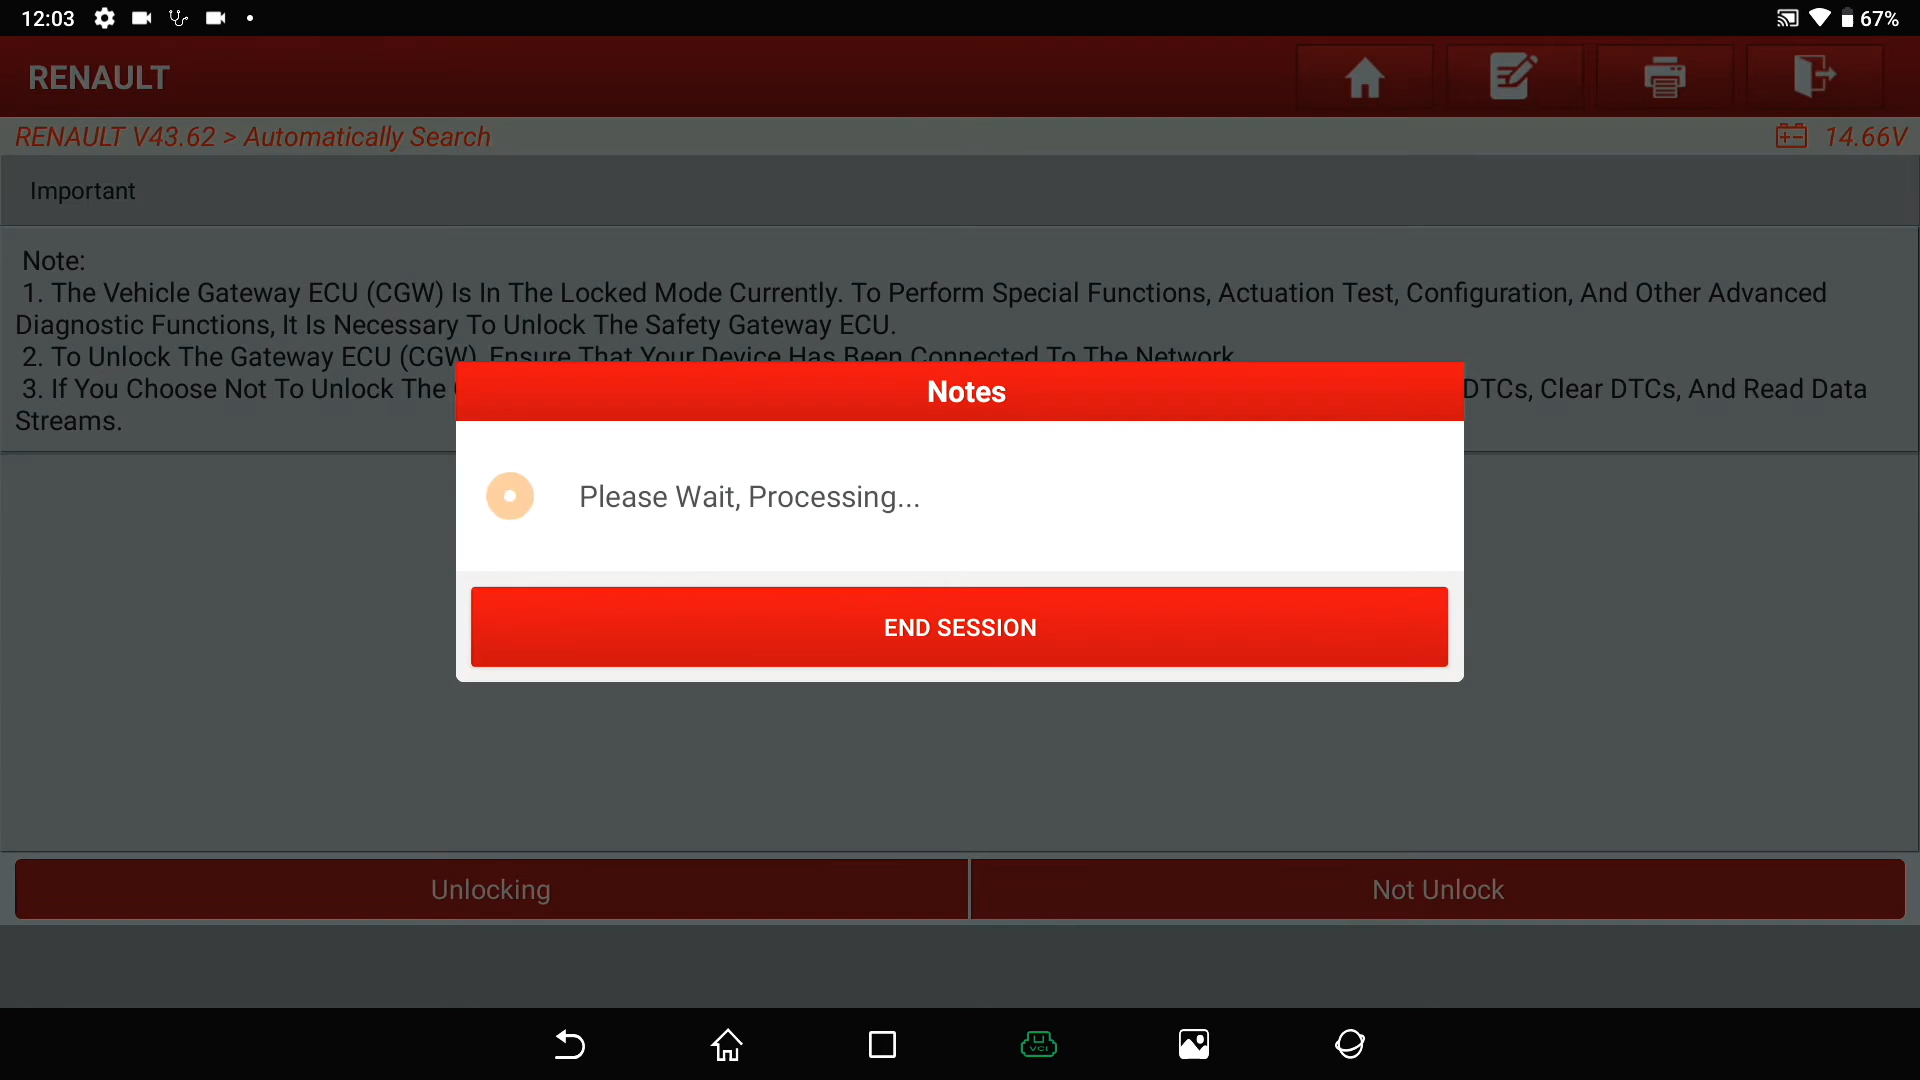 12:03
67%
RENAULT
RENAULT V43.62 > Automatically Search
14.66V
Important
Note:
1. The Vehicle Gateway ECU (CGW) Is In The Locked Mode Currently. To Perform Special Functions, Actuation Test, Configuration, And Other Advanced
Diagnostic Functions, It Is Necessary To Unlock The Safety Gateway ECU.
2. To Unlock The Gateway ECU (CGW), Ensure That Your Device Has Been Connected To The Network
3. If You Choose Not To Unlock The DTCs, Clear DTCs, And Read Data
Streams.
Notes
Please Wait, Processing...
END SESSION
Unlocking
Not Unlock
VCI